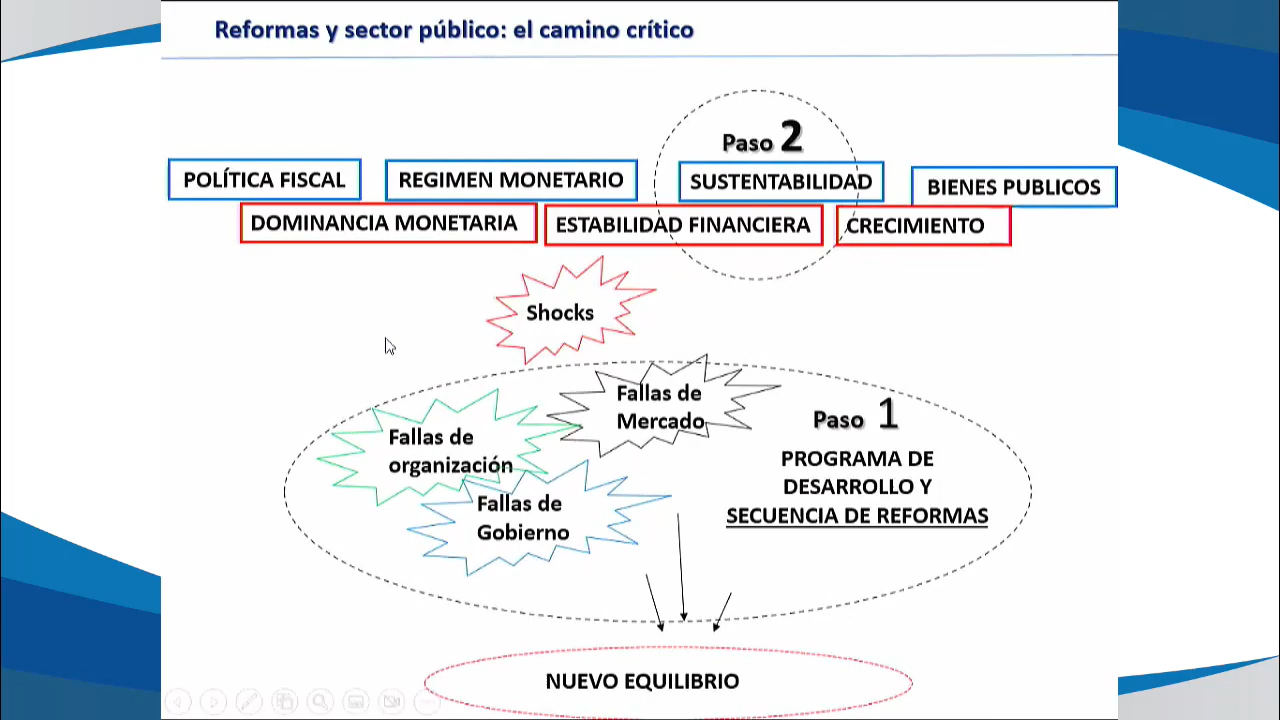 Reformas y sector público: el camino crítico
Paso 2
POLÍTICA FISCAL
REGIMEN MONETARIO
SUSTENTABILIDAD
BIENES PUBLICOS
DOMINANCIA MONETARIA
ESTABILIDAD FINANCIERA
CRECIMIENTO
Shocks
Fallas de
Mercado
Fallas de
organización
Fallas de
Gobierno
Paso 1
PROGRAMA DE
DESARROLLO Y
SECUENCIA DE REFORMAS
NUEVO EQUILIBRIO